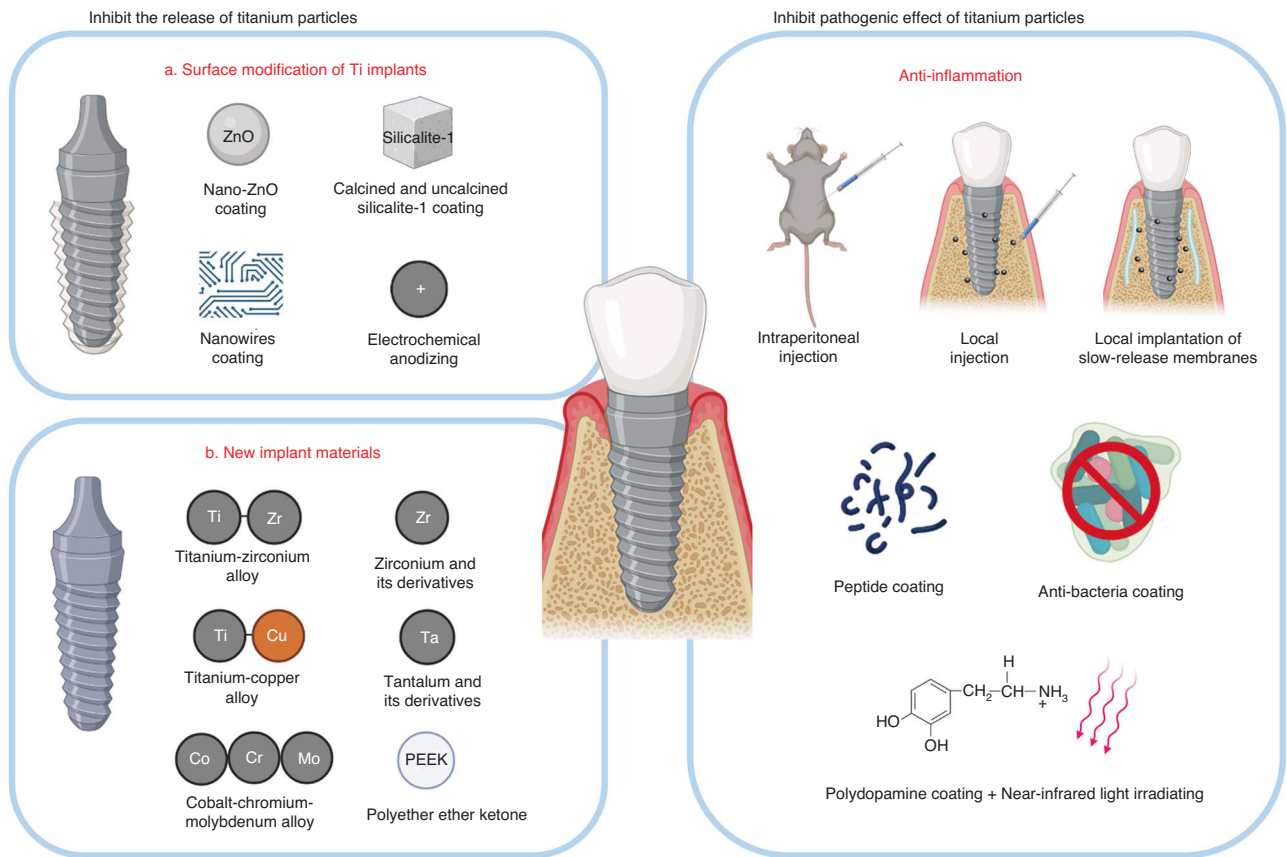 Inhibit the release of titanium particles
a. Surface modification of Ti implants
ZnO
Silicalite-1
Nano-ZnO
coating
Calcined and uncalcined
silicalite-1 coating
+
Nanowires
coating
Electrochemical
anodizing
b. New implant materials
Ti
Zr
Zr
Titanium-zirconium
alloy
Zirconium and
its derivatives
Ti
Cu
Ta
Titanium-copper
alloy
Tantalum and
its derivatives
Co
Cr
Mo
PEEK
Cobalt-chromium-
molybdenum alloy
Polyether ether ketone
Inhibit pathogenic effect of titanium particles
Anti-inflammation
Intraperitoneal
injection
Local
injection
Local implantation of
slow-release membranes
Peptide coating
Anti-bacteria coating
H
CH2-CH-NH3
+
HO
OH
Polydopamine coating + Near-infrared light irradiating